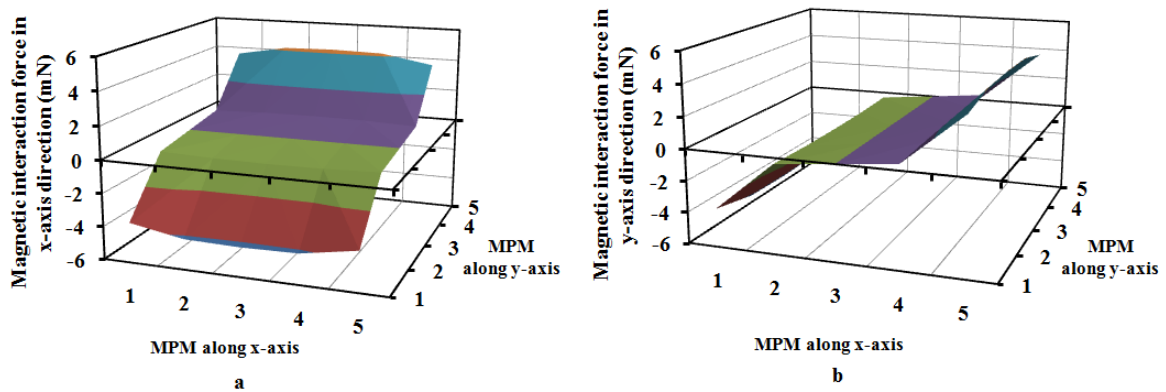 Magnetic interaction force in
x-axis direction (mN)
6
4
2
0
-2
-4
-6
1
2
3
4
5
MPM along x-axis
5
4
3
2
1
MPM
along y-axis
a
Magnetic interaction force in
y-axis direction (mN)
6
4
2
0
-2
-4
-6
1
2
3
4
5
MPM along x-axis
5
4
3
2
1
MPM
along y-axis
b